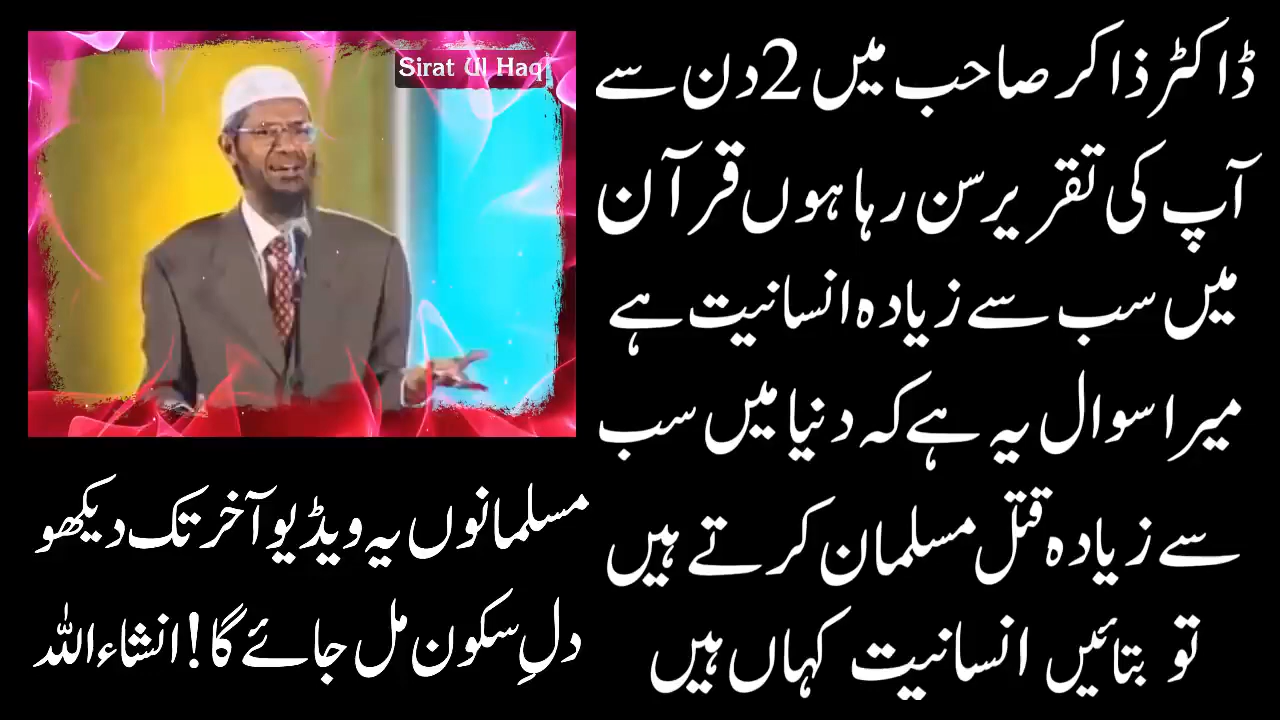 Sirat Ul Haq
ڈاکٹر ذاکر صاحب میں 2 دن سے
آپ کی تقریر سن رہا ہوں قرآن
میں سب سے زیادہ انسانیت ہے
میرا سوال یہ ہے کہ دنیا میں سب
سے زیادہ قتل مسلمان کرتے ہیں
تو بتائیں انسانیت کہاں ہیں
مسلمانوں یہ ویڈیو آخر تک دیکھو
دلِ سکون مل جائے گا! انشاءاللہ